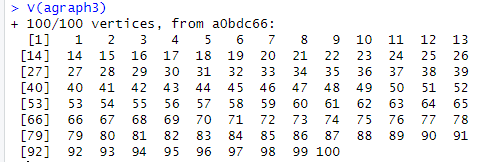 > V(agraph3)
+ 100/100 vertices, from a0bdc66:
[1] 1 2 3 4 5 6 7 8 9 10 11 12 13
[14] 14 15 16 17 18 19 20 21 22 23 24 25 26
[27] 27 28 29 30 31 32 33 34 35 36 37 38 39
[40] 40 41 42 43 44 45 46 47 48 49 50 51 52
[53] 53 54 55 56 57 58 59 60 61 62 63 64 65
[66] 66 67 68 69 70 71 72 73 74 75 76 77 78
[79] 79 80 81 82 83 84 85 86 87 88 89 90 91
[92] 92 93 94 95 96 97 98 99 100